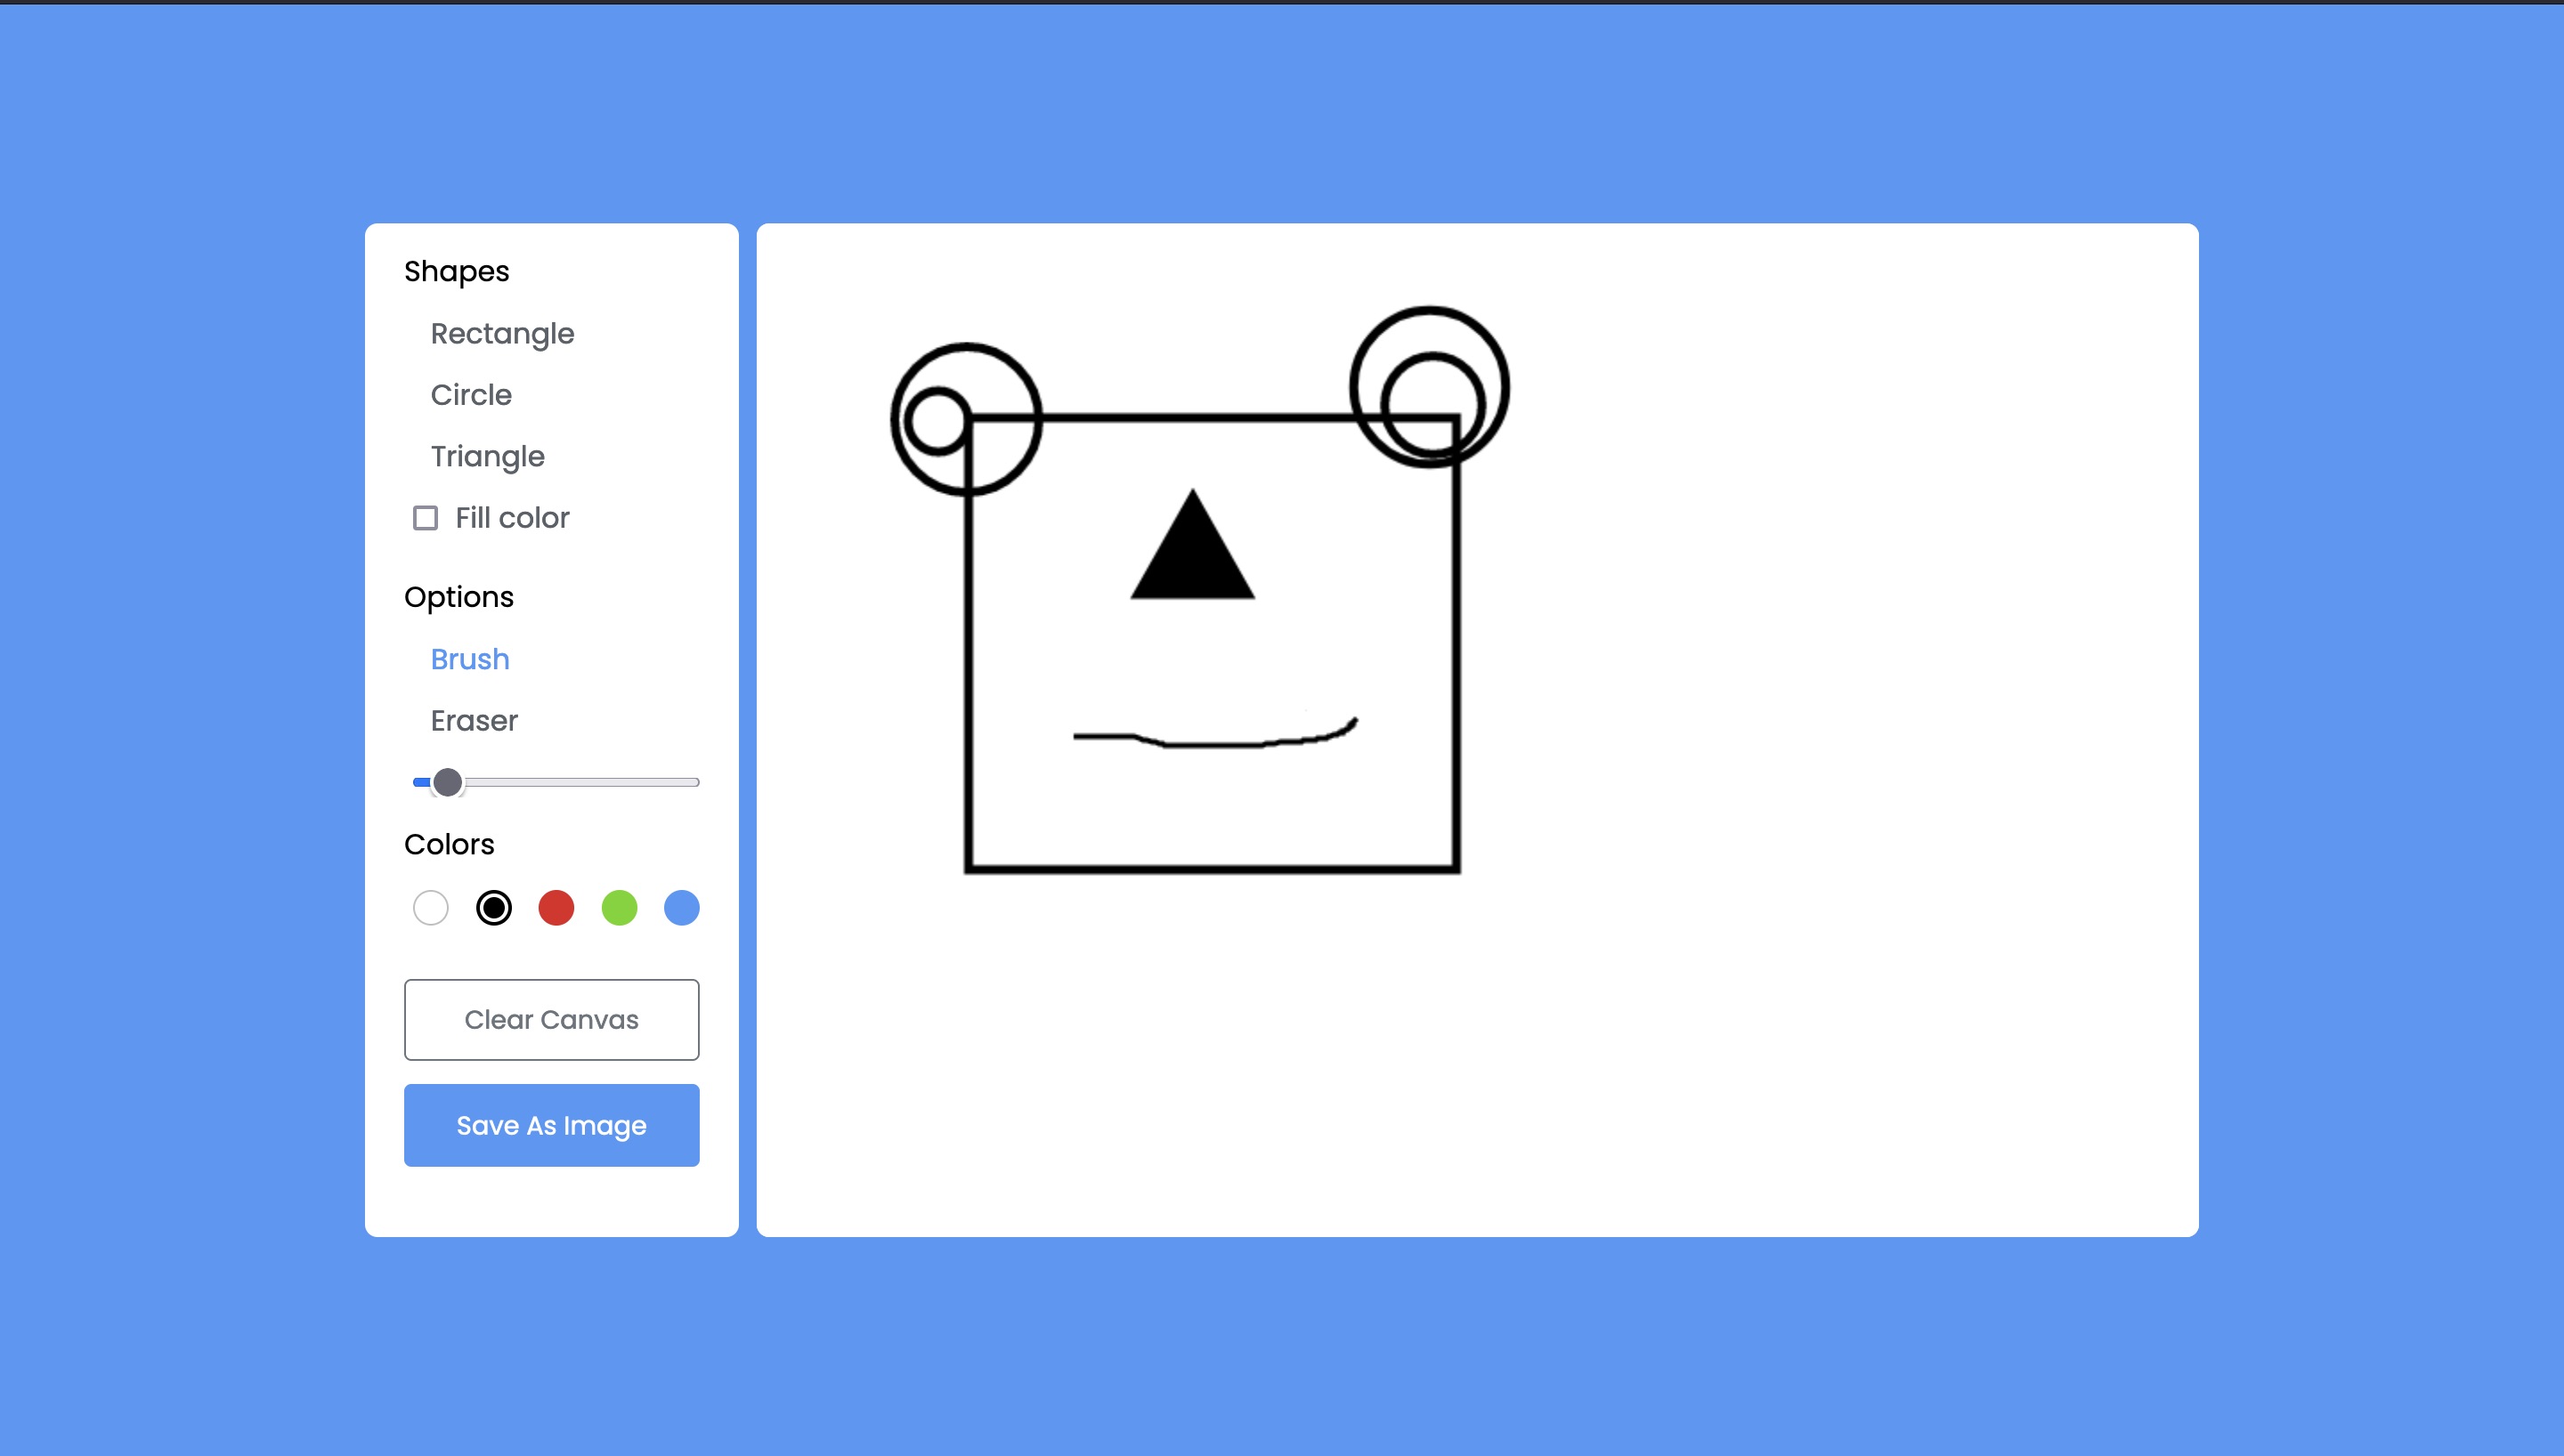 Shapes
Rectangle
Circle
Triangle
Fill color
Options
Brush
Eraser
Colors
Clear Canvas
Save As Image